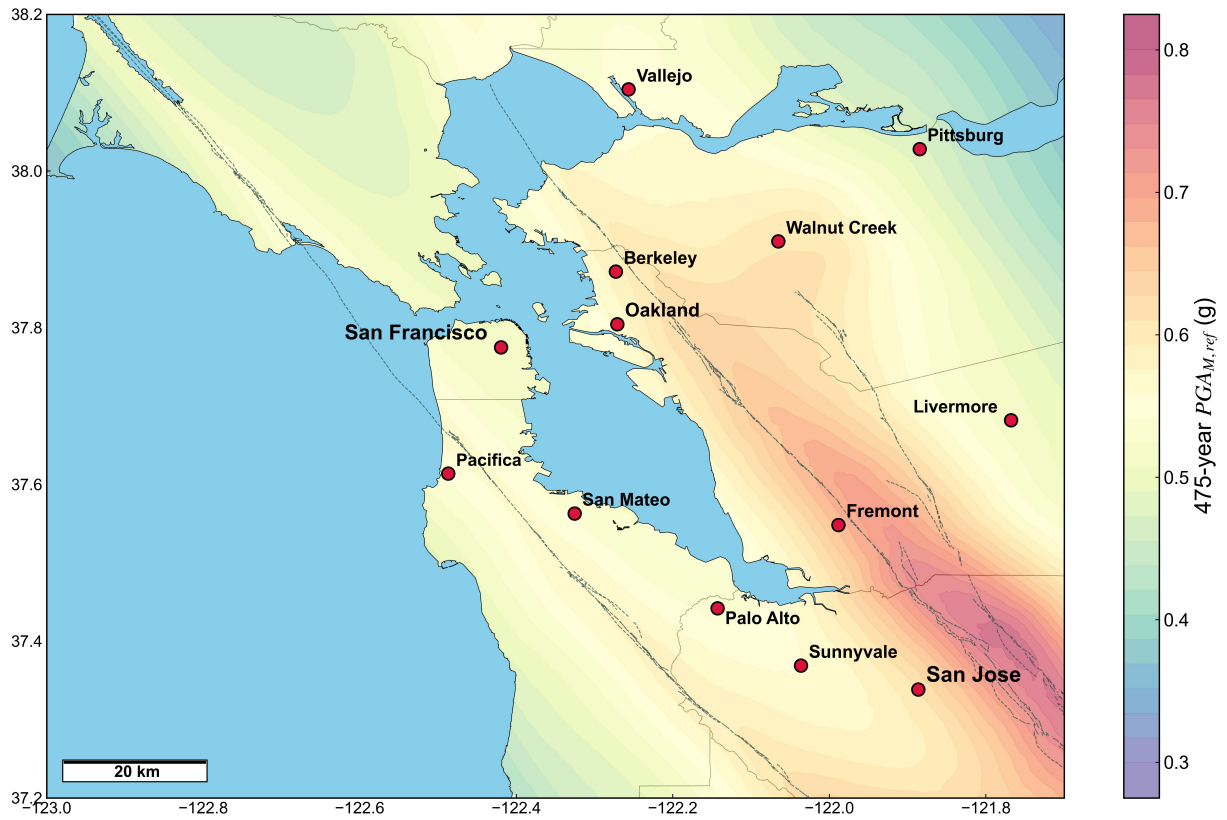 38.2
38.0
37.8
37.6
37.4
37.2
−123.0
−122.8
−122.6
−122.4
−122.2
−122.0
−121.8
Vallejo
Pittsburg
Walnut Creek
Berkeley
Oakland
San Francisco
Livermore
Pacifica
San Mateo
Fremont
Palo Alto
Sunnyvale
San Jose
20 km
0.8
0.7
0.6
0.5
0.4
0.3
475-year PGA_{M,ref} (g)